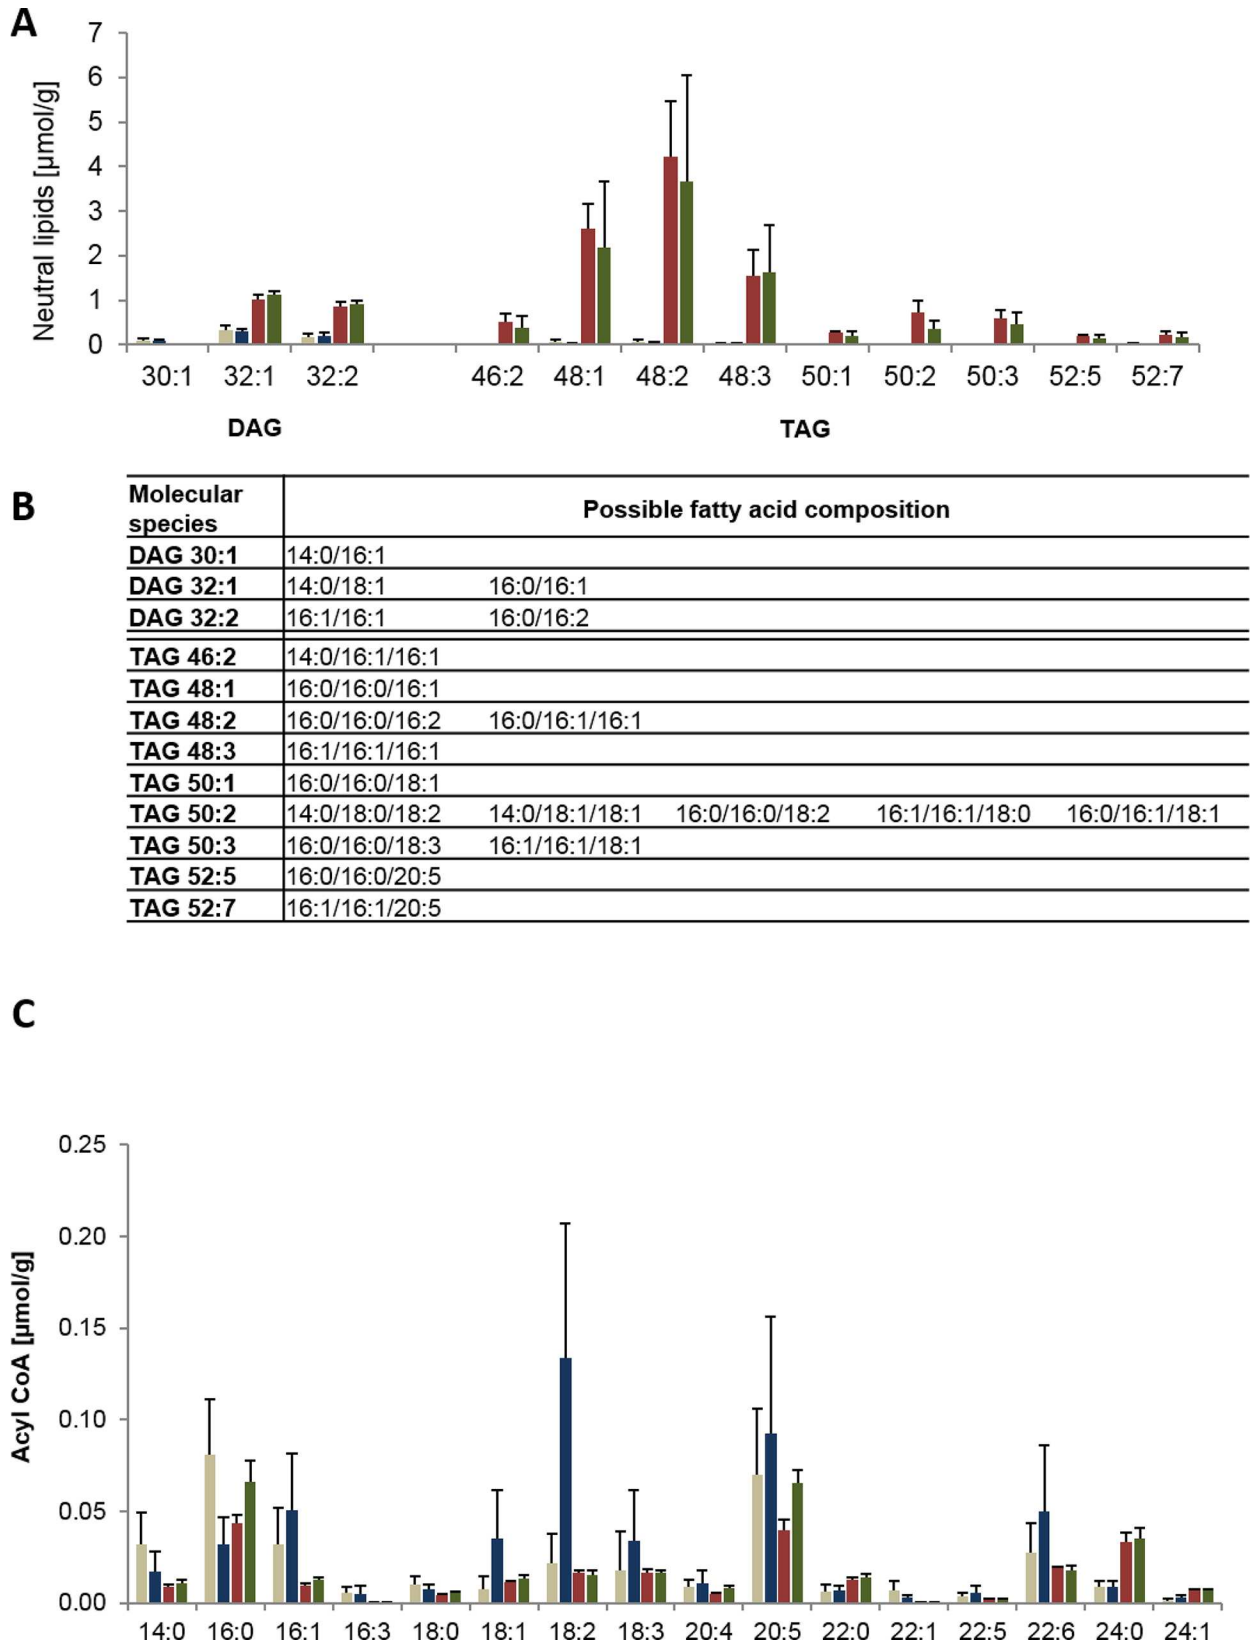 A
Neutral lipids [µmol/g]
7
6
5
4
3
2
1
0
30:1 32:1 32:2 46:2 48:1 48:2 48:3 50:1 50:2 50:3 52:5 52:7
DAG TAG
B
Molecular species Possible fatty acid composition
DAG 30:1 14:0/16:1
DAG 32:1 14:0/18:1 16:0/16:1
DAG 32:2 16:1/16:1 16:0/16:2
TAG 46:2 14:0/16:1/16:1
TAG 48:1 16:0/16:0/16:1
TAG 48:2 16:0/16:0/16:2 16:0/16:1/16:1
TAG 48:3 16:1/16:1/16:1
TAG 50:1 16:0/16:0/18:1
TAG 50:2 14:0/18:0/18:2 14:0/18:1/18:1 16:0/16:0/18:2 16:1/16:1/18:0 16:0/16:1/18:1
TAG 50:3 16:0/16:0/18:3 16:1/16:1/18:1
TAG 52:5 16:0/16:0/20:5
TAG 52:7 16:1/16:1/20:5
C
Acyl CoA [µmol/g]
0.25
0.20
0.15
0.10
0.05
0.00
14:0 16:0 16:1 16:3 18:0 18:1 18:2 18:3 20:4 20:5 22:0 22:1 22:5 22:6 24:0 24:1